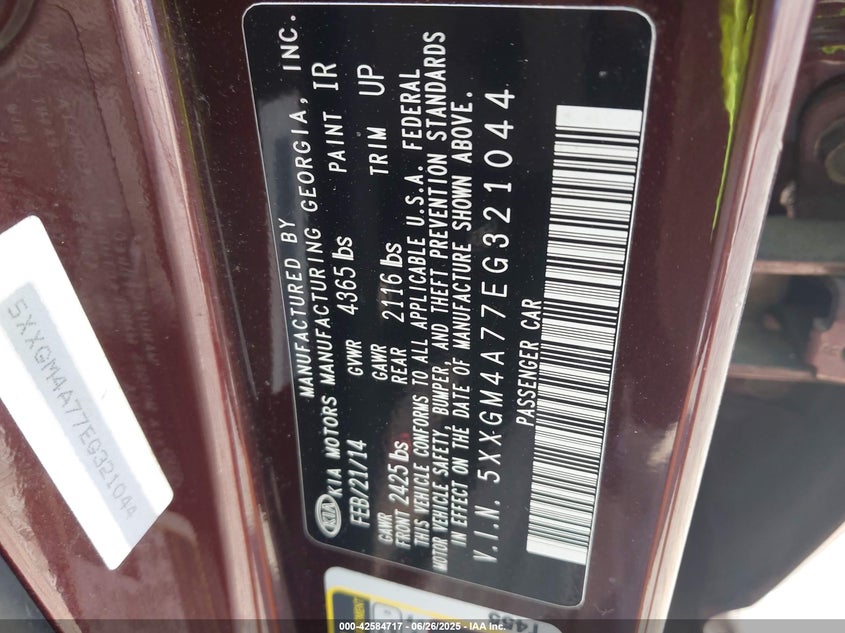 MANUFACTURED BY
KIA KIA MOTORS MANUFACTURING GEORGIA, INC.
FEB/21/14 GVWR 4365 lbs PAINT IR
GAWR FRONT 2425 lbs GAWR REAR 2116 lbs TRIM UP
THIS VEHICLE CONFORMS TO ALL APPLICABLE U.S.A. FEDERAL
MOTOR VEHICLE SAFETY, BUMPER, AND THEFT PREVENTION STANDARDS
IN EFFECT ON THE DATE OF MANUFACTURE SHOWN ABOVE.
V.I.N. 5XXGM4A77EG321044
PASSENGER CAR
5XXGM4A77EG321044
000-42584717 - 06/26/2025 - IAA, Inc.